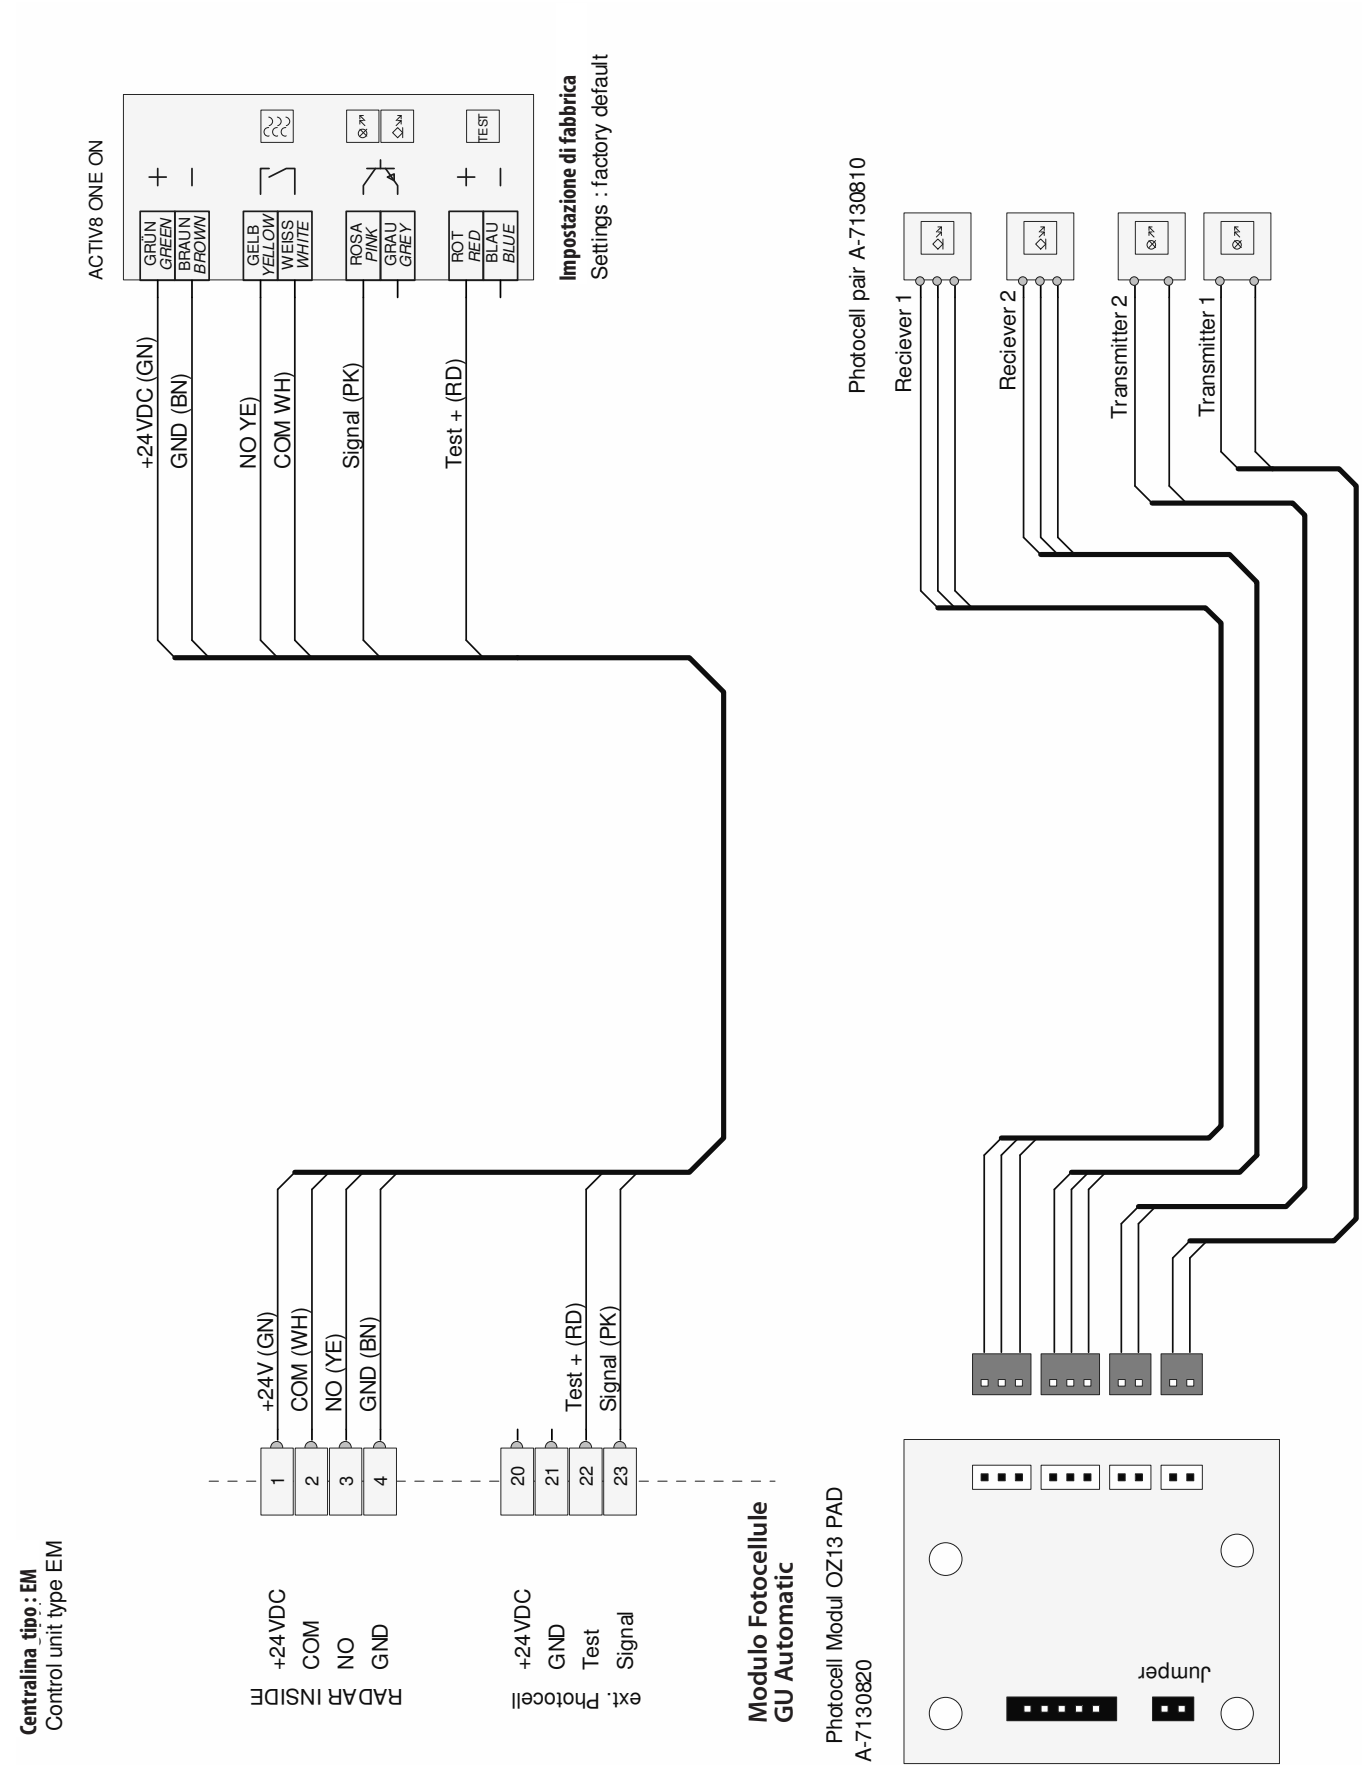 Centralina tipo : EM
Control unit type EM
ACTIV8 ONE ON
GRÜN
GREEN
BRAUN
BROWN
GELB
YELLOW
WEISS
WHITE
ROSA
PINK
GRAU
GREY
ROT
RED
BLAU
BLUE
+
−
+
−
TEST
Impostazione di fabbrica
Settings : factory default
+24VDC (GN)
GND (BN)
NO YE)
COM WH)
Signal (PK)
Test + (RD)
+24V (GN)
COM (WH)
NO (YE)
GND (BN)
Test + (RD)
Signal (PK)
1
2
3
4
20
21
22
23
+24VDC
COM
NO
GND
RADAR INSIDE
+24VDC
GND
Test
Signal
ext. Photocell
Modulo Fotocellule
GU Automatic
Photocell Modul OZ13 PAD
A-7130820
Jumper
Photocell pair A-7130810
Reciever 1
Reciever 2
Transmitter 2
Transmitter 1